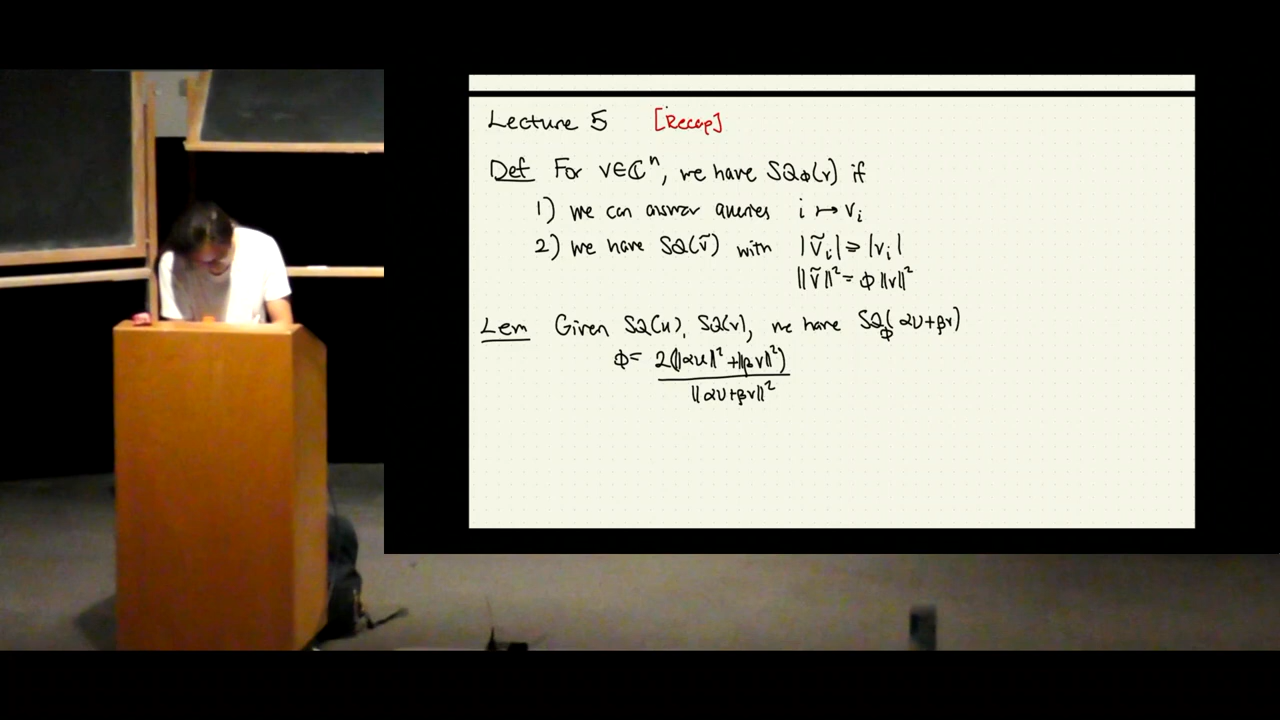 Lecture 5 [Recap]
Def For v∈ℂⁿ, we have SQ_Φ(v) if
1) we can answer queries i ↦ vᵢ
2) we have SQ(ṽ) with |ṽᵢ| ≥ |vᵢ|
‖ṽ‖² = Φ‖v‖²
Lem Given SQ(u), SQ(v), we have SQ_Φ(αu+βv)
Φ = 2(‖αu‖² + ‖βv‖²) / ‖αu+βv‖²